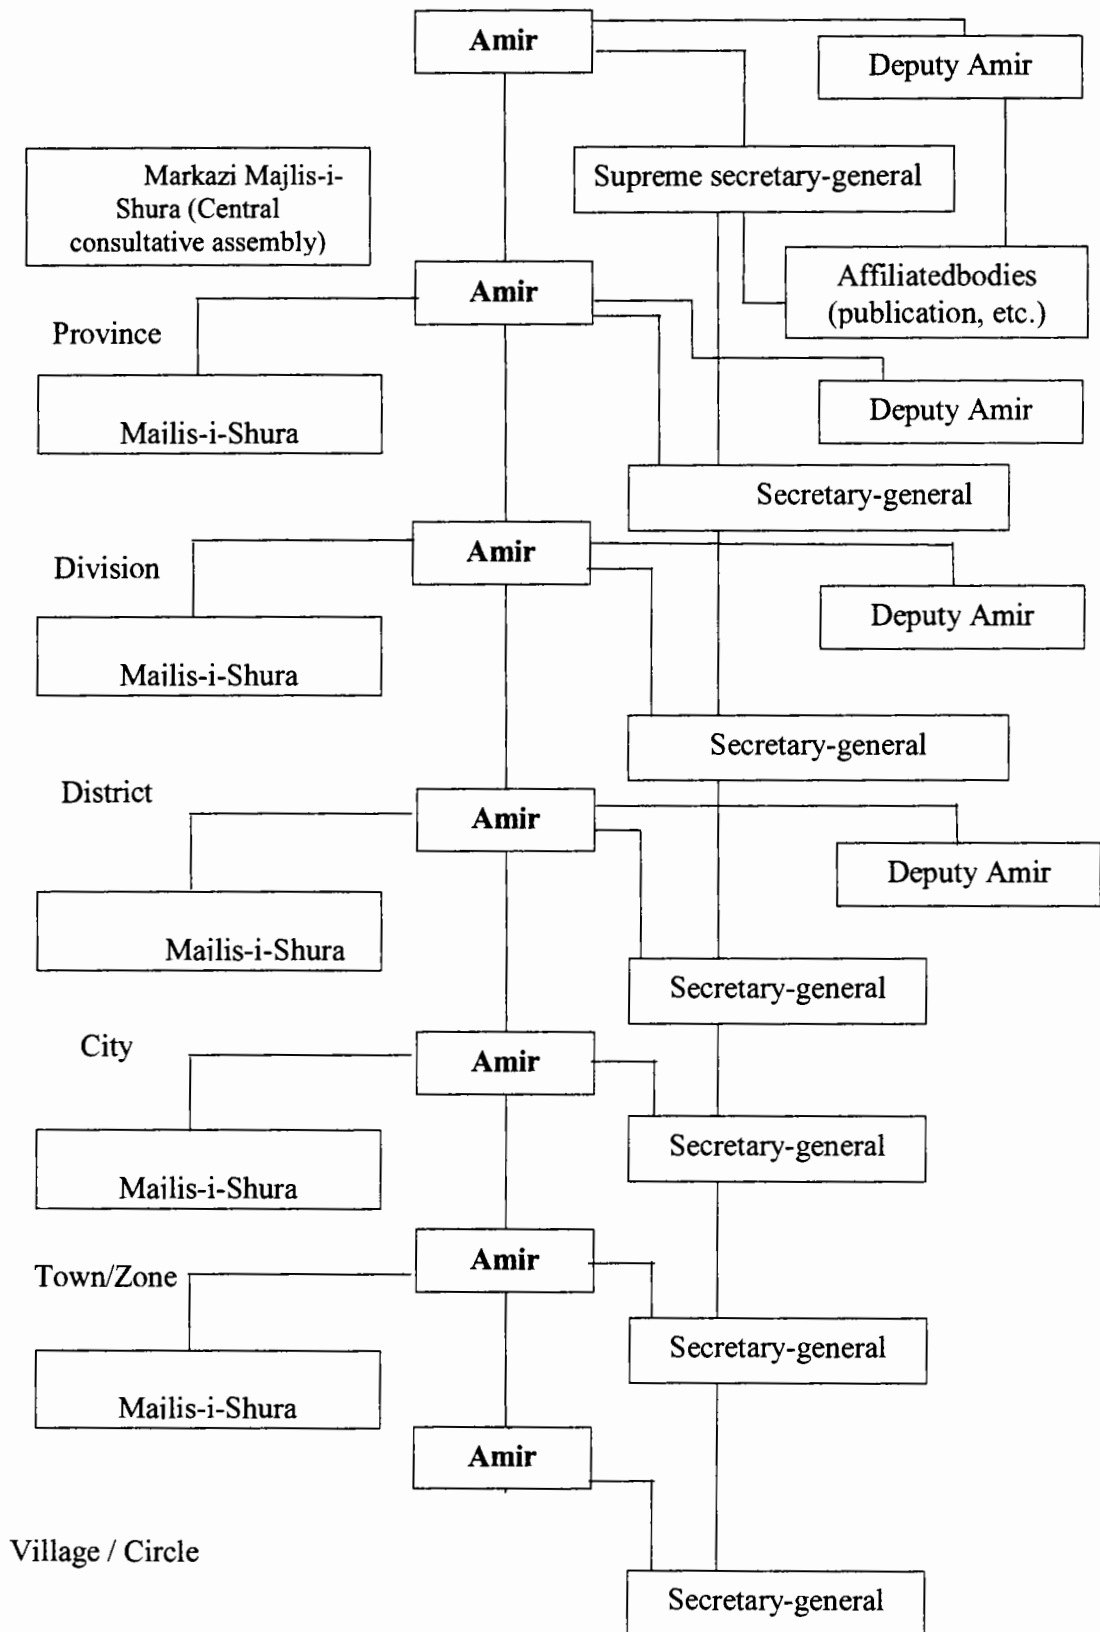 Amir
Deputy Amir
Markazi Majlis-i-
Shura (Central
consultative assembly)
Supreme secretary-general
Amir
Affiliatedbodies
(publication, etc.)
Province
Deputy Amir
Mailis-i-Shura
Secretary-general
Amir
Division
Deputy Amir
Mailis-i-Shura
Secretary-general
District
Amir
Deputy Amir
Mailis-i-Shura
Secretary-general
City
Amir
Secretary-general
Mailis-i-Shura
Amir
Town/Zone
Secretary-general
Mailis-i-Shura
Amir
Village / Circle
Secretary-general